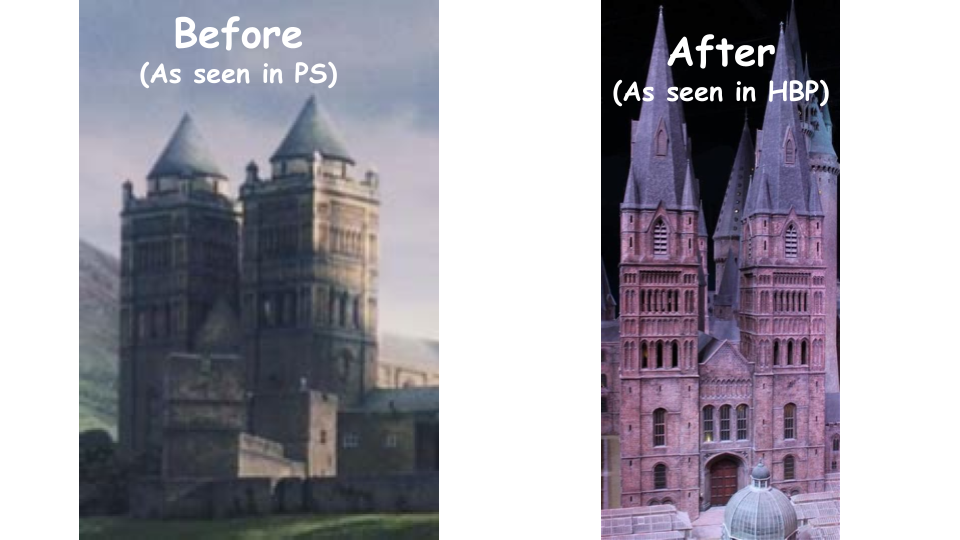 Before
(As seen in PS)
After
(As seen in HBP)